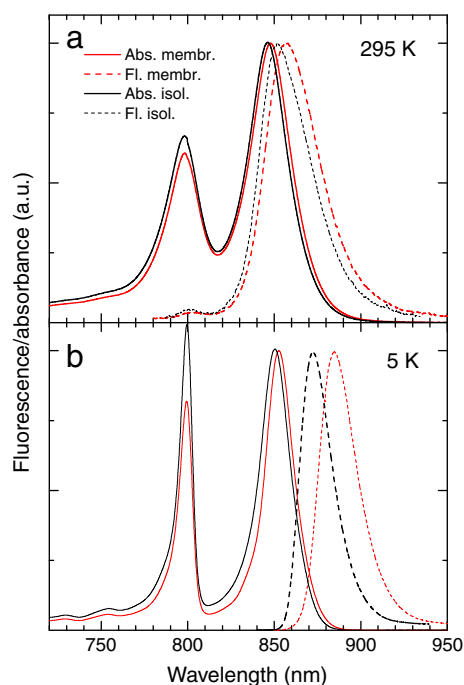 a
295 K
Abs. membr.
Fl. membr.
Abs. isol.
Fl. isol.
Fluorescence/absorbance (a.u.)
b
5 K
750 800 850 900 950
Wavelength (nm)